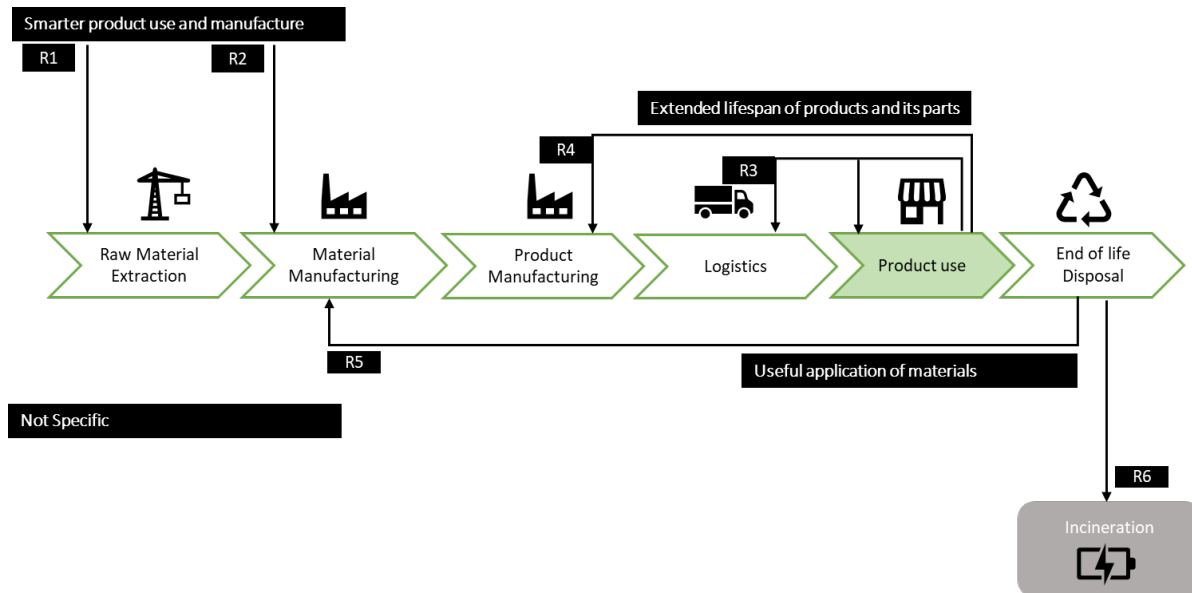 Smarter product use and manufacture
R1
R2
Extended lifespan of products and its parts
R4
R3
Raw Material
Extraction
Material
Manufacturing
Product
Manufacturing
Logistics
Product use
End of life
Disposal
R5
Useful application of materials
Not Specific
R6
Incineration